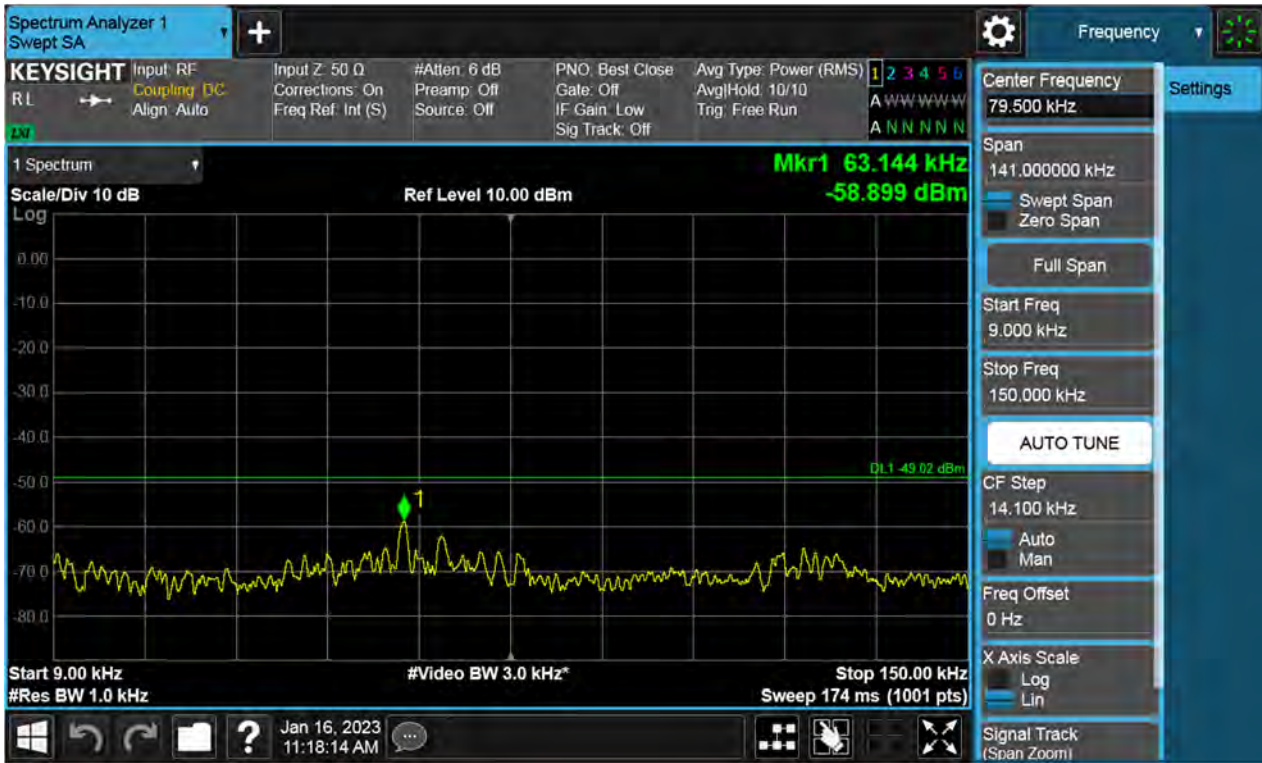 Spectrum Analyzer 1
Swept SA
+
Frequency
KEYSIGHT
RL
LXI
Input: RF
Coupling: DC
Align: Auto
Input Z: 50 Ω
Corrections: On
Freq Ref: Int (S)
#Atten: 6 dB
Preamp: Off
Source: Off
PNO: Best Close
Gate: Off
IF Gain: Low
Sig Track: Off
Avg Type: Power (RMS)
Avg|Hold: 10/10
Trig: Free Run
1 2 3 4 5 6
A W W W W W
A N N N N N
1 Spectrum
Mkr1 63.144 kHz
Scale/Div 10 dB
Ref Level 10.00 dBm
-58.899 dBm
Log
0.00
-10.0
-20.0
-30.0
-40.0
DL1 -49.02 dBm
-50.0
1
-60.0
-70.0
-80.0
Start 9.00 kHz
#Video BW 3.0 kHz*
Stop 150.00 kHz
#Res BW 1.0 kHz
Sweep 174 ms (1001 pts)
?
Jan 16, 2023
11:18:14 AM
Center Frequency
79.500 kHz
Settings
Span
141.000000 kHz
Swept Span
Zero Span
Full Span
Start Freq
9.000 kHz
Stop Freq
150.000 kHz
AUTO TUNE
CF Step
14.100 kHz
Auto
Man
Freq Offset
0 Hz
X Axis Scale
Log
Lin
Signal Track
(Span Zoom)